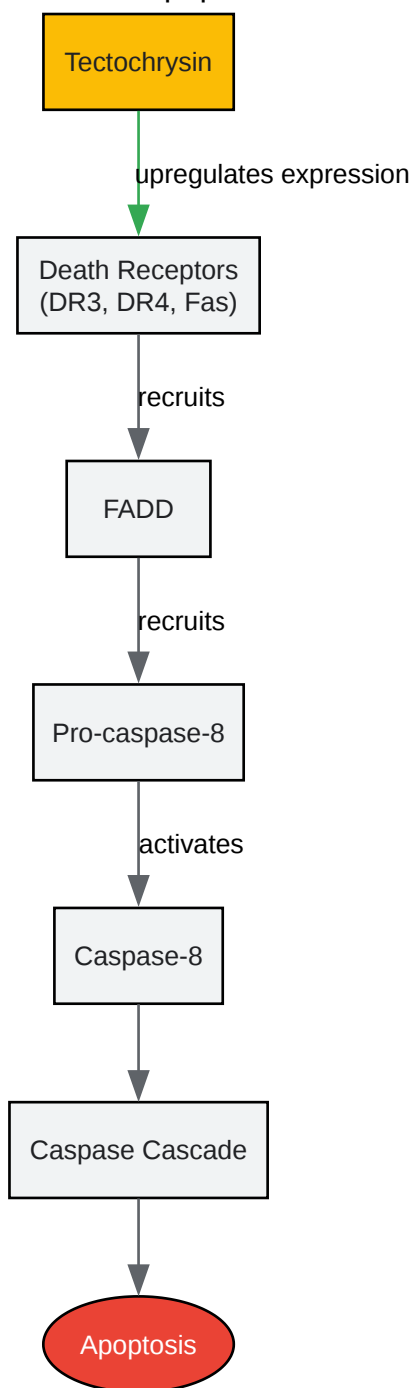 Tectochrysin
upregulates expression
Death Receptors
(DR3, DR4, Fas)
recruits
FADD
recruits
Pro-caspase-8
activates
Caspase-8
Caspase Cascade
Apoptosis